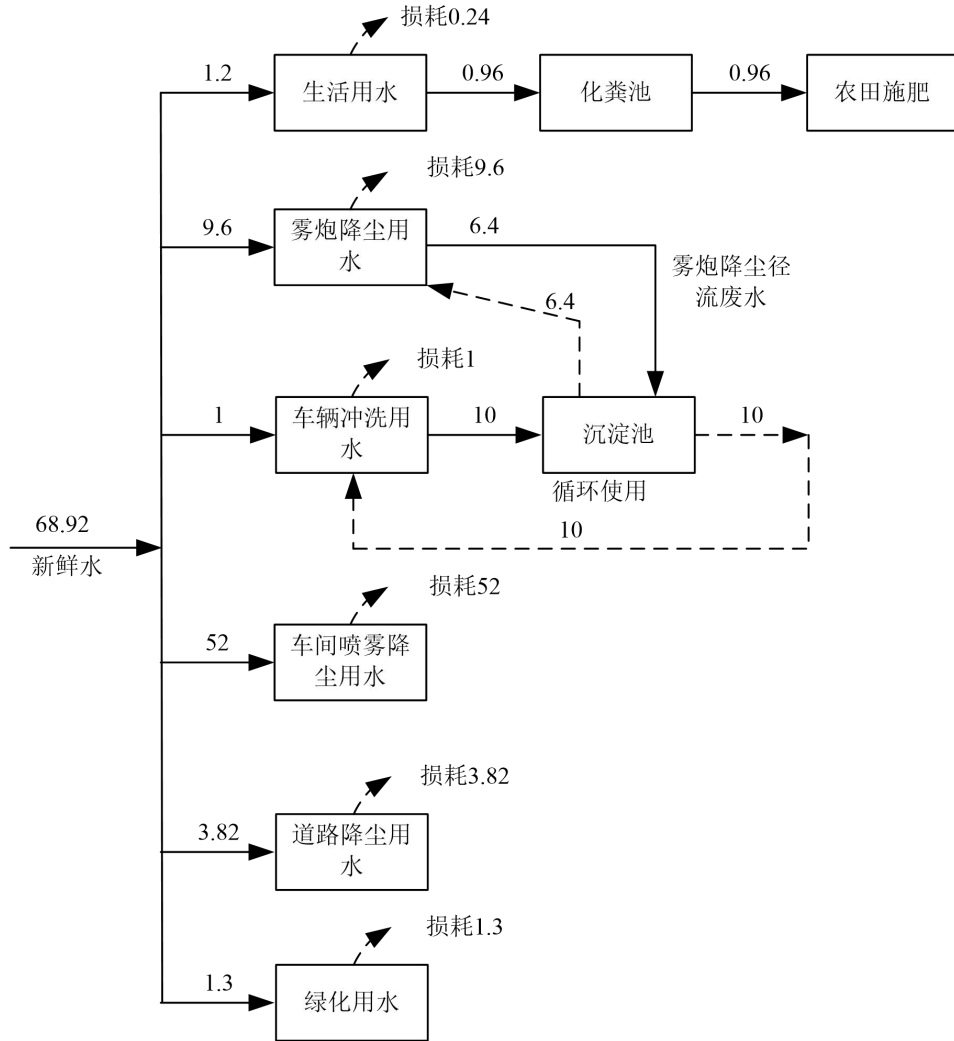 损耗0.24
1.2
生活用水
0.96
化粪池
0.96
农田施肥
损耗9.6
9.6
雾炮降尘用
水
6.4
雾炮降尘径
流废水
6.4
损耗1
1
车辆冲洗用
水
10
沉淀池
10
循环使用
10
68.92
新鲜水
损耗52
52
车间喷雾降
尘用水
损耗3.82
3.82
道路降尘用
水
损耗1.3
1.3
绿化用水